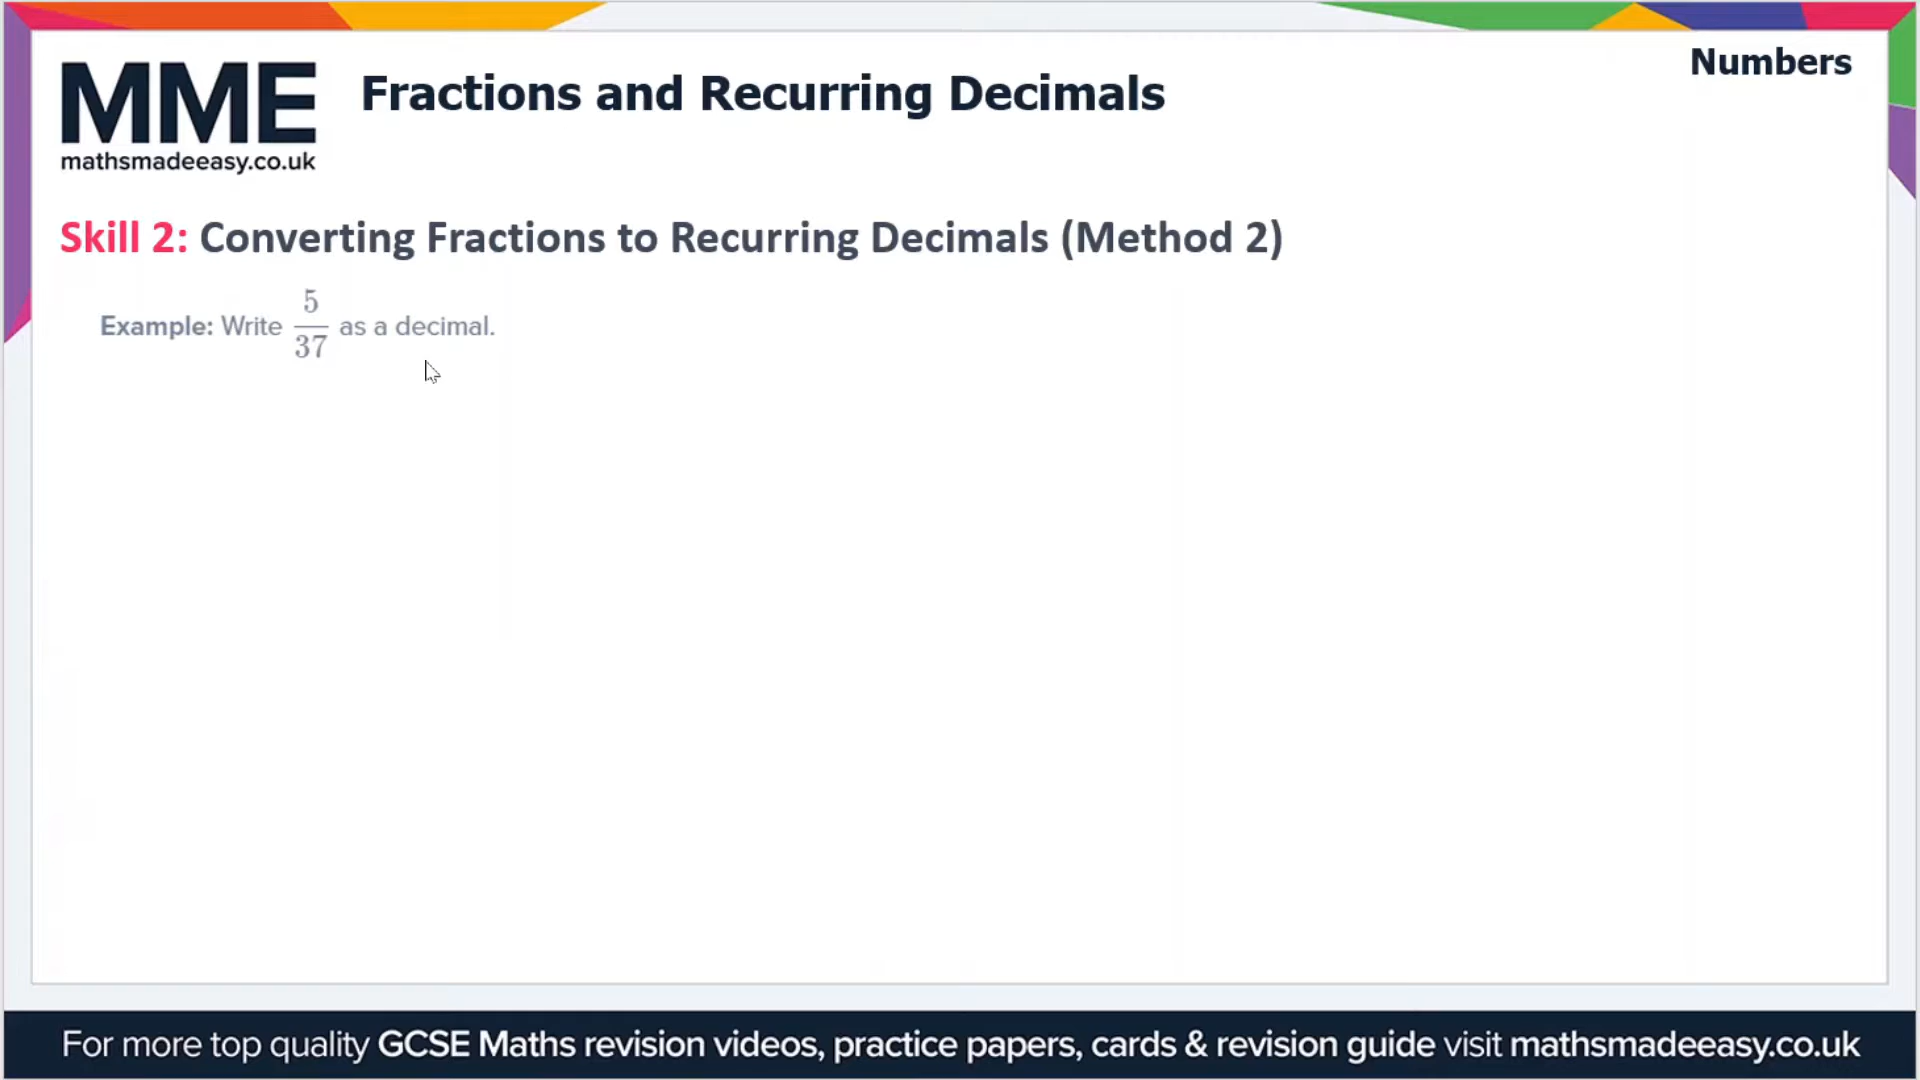 Numbers
MME
mathsmadeeasy.co.uk
Fractions and Recurring Decimals
Skill 2: Converting Fractions to Recurring Decimals (Method 2)
Example: Write 5/37 as a decimal.
For more top quality GCSE Maths revision videos, practice papers, cards & revision guide visit mathsmadeeasy.co.uk